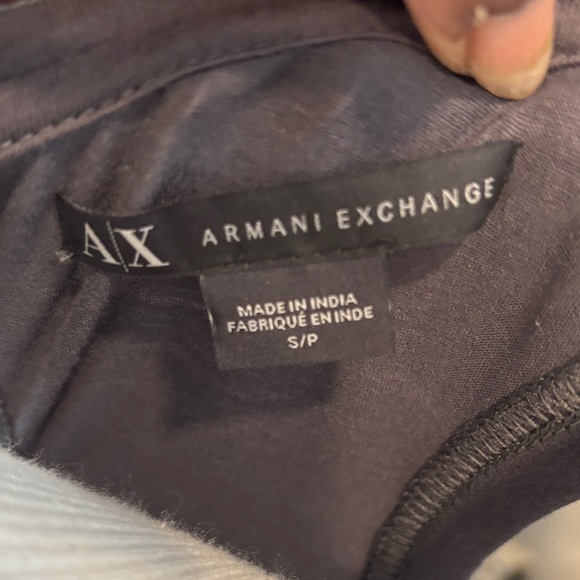 A|X ARMANI EXCHANGE
MADE IN INDIA
FABRIQUÉ EN INDE
S/P